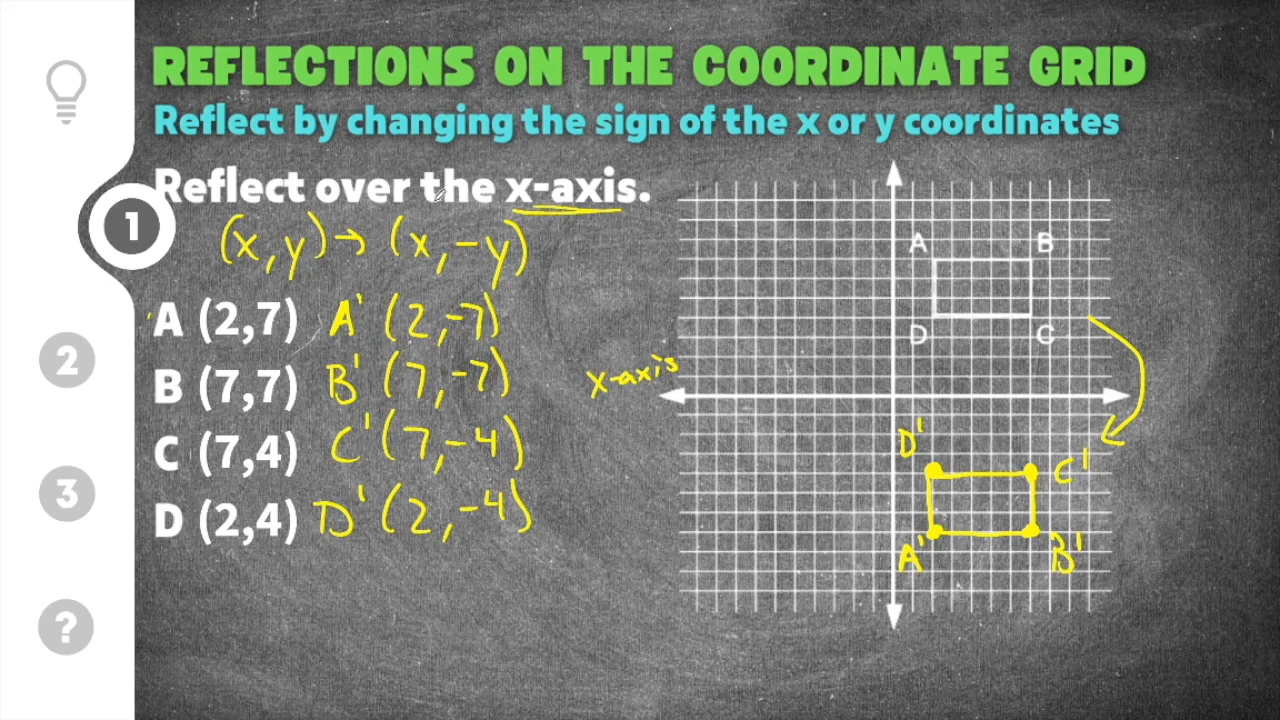 REFLECTIONS ON THE COORDINATE GRID
Reflect by changing the sign of the x or y coordinates
Reflect over the x-axis.
1
(x,y)→(x,-y)
A (2,7) A' (2,-7)
B (7,7) B' (7,-7)
C (7,4) C' (7,-4)
D (2,4) D' (2,-4)
2
3
?
A B
D C
x-axis
D' C'
A' B'